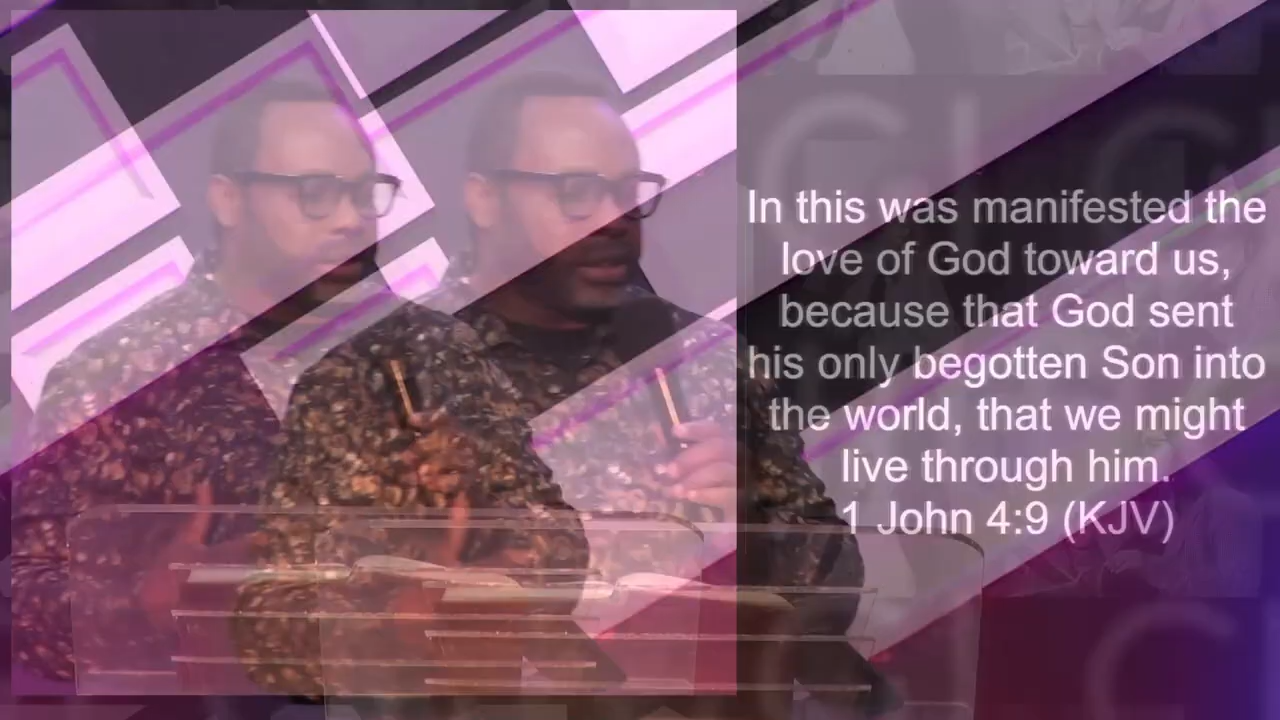 In this was manifested the
love of God toward us,
because that God sent
his only begotten Son into
the world, that we might
live through him.
1 John 4:9 (KJV)